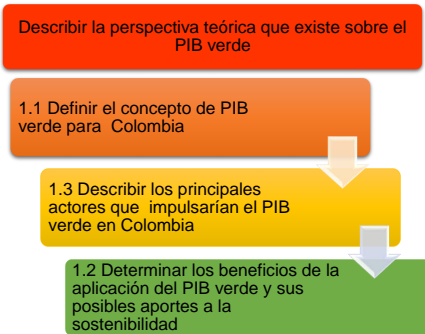 Describir la perspectiva teórica que existe sobre el
PIB verde
1.1 Definir el concepto de PIB
verde para Colombia
1.3 Describir los principales
actores que impulsarían el PIB
verde en Colombia
1.2 Determinar los beneficios de la
aplicación del PIB verde y sus
posibles aportes a la
sostenibilidad